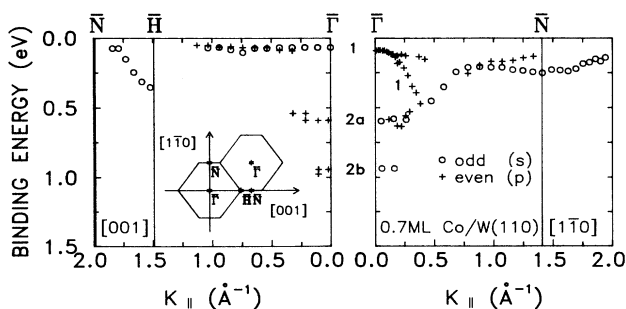 N̄ H̄ Γ̄ Γ̄ N̄
BINDING ENERGY (eV)
0.0
0.5
1.0
1.5
[001]
[11̄0]
N̄
Γ̄
Γ̄
H̄ N̄
[001]
2.0 1.5 1.0 0.5 0.0
K ∥ (Å⁻¹)
1
1
2a
2b
o odd (s)
+ even (p)
0.7ML Co/W(110)
[11̄0]
0.0 0.5 1.0 1.5 2.0
K ∥ (Å⁻¹)